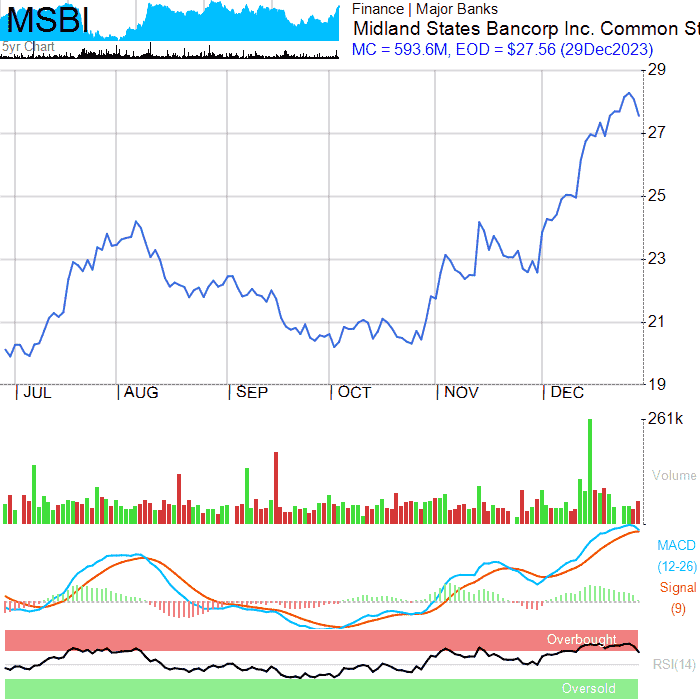 MSBI
5yr Chart
Finance | Major Banks
Midland States Bancorp Inc. Common St
MC = 593.6M, EOD = $27.56 (29Dec2023)
29
27
25
23
21
19
| JUL | AUG | SEP | OCT | NOV | DEC
261k
Volume
MACD
(12-26)
Signal
(9)
Overbought
RSI(14)
Oversold